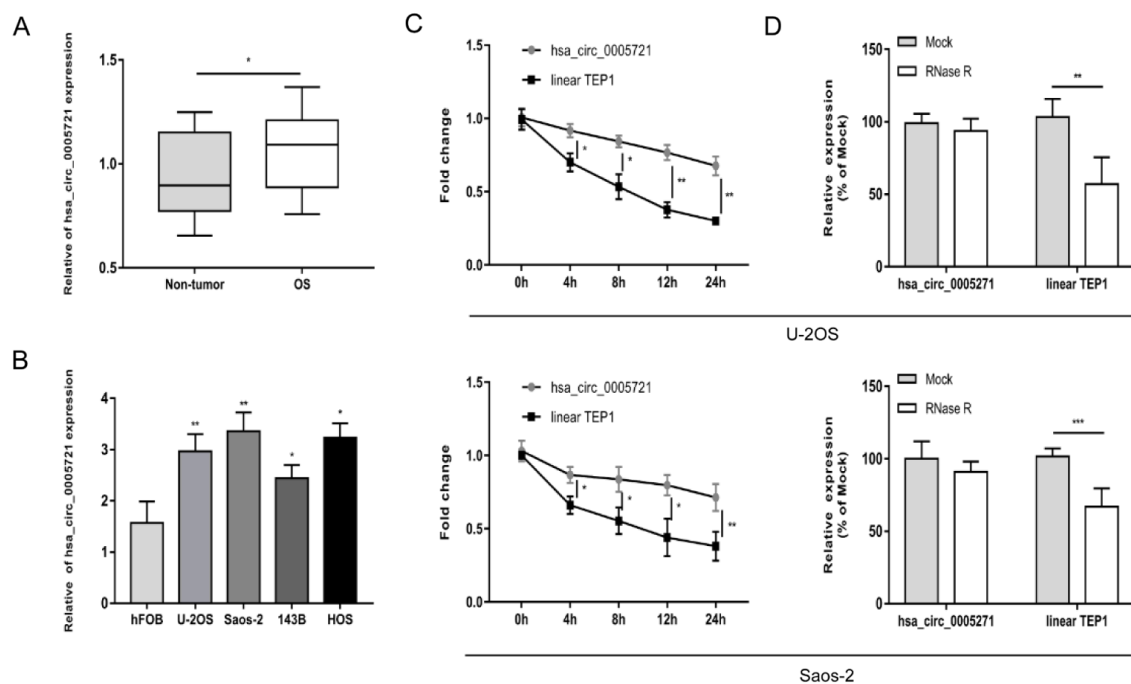 A
Relative of hsa_circ_0005721 expression
1.5
1.0
0.5
*
Non-tumor
OS
B
Relative of hsa_circ_0005721 expression
4
3
2
1
0
**
**
*
*
hFOB
U-2OS
Saos-2
143B
HOS
C
hsa_circ_0005721
linear TEP1
Fold change
1.5
1.0
0.5
0.0
*
*
**
**
0h
4h
8h
12h
24h
D
Mock
RNase R
Relative expression
(% of Mock)
150
100
50
0
**
hsa_circ_0005271
linear TEP1
U-2OS
hsa_circ_0005721
linear TEP1
Fold change
1.5
1.0
0.5
0.0
*
*
*
**
0h
4h
8h
12h
24h
Mock
RNase R
Relative expression
(% of Mock)
150
100
50
0
***
hsa_circ_0005271
linear TEP1
Saos-2